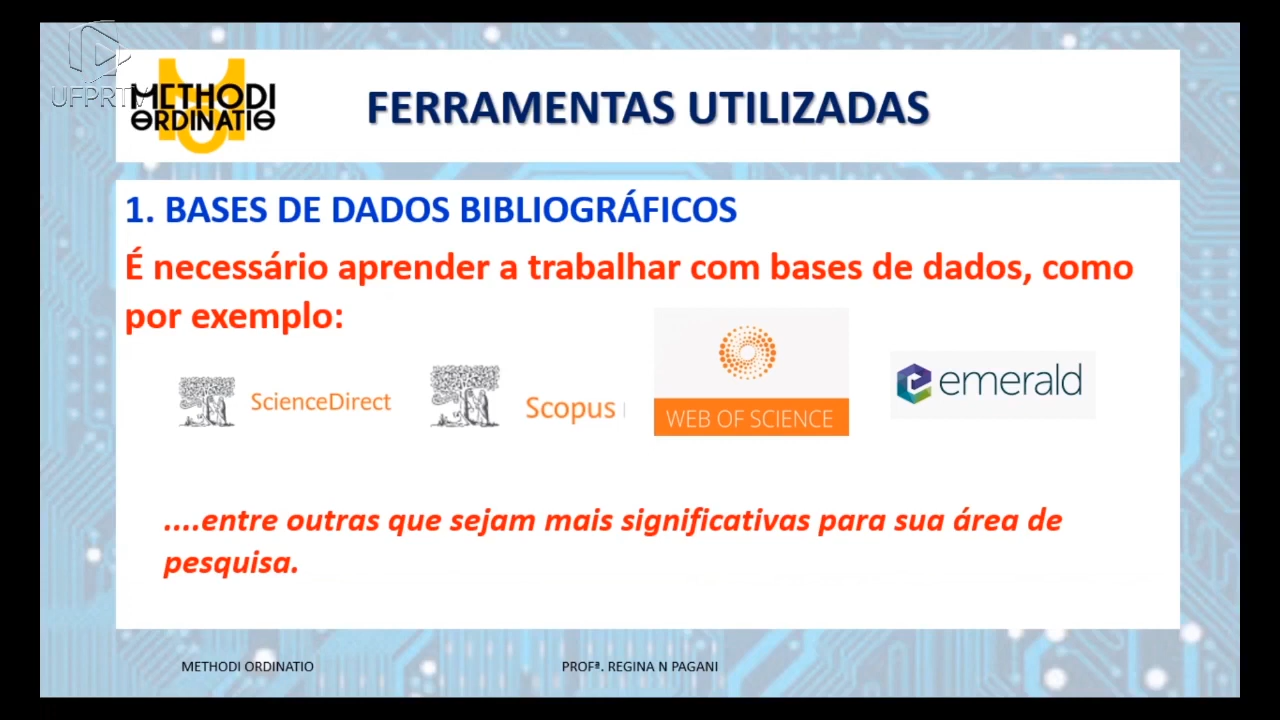 UFPRTV
METHODI
ORDINATIO
FERRAMENTAS UTILIZADAS
1. BASES DE DADOS BIBLIOGRÁFICOS
É necessário aprender a trabalhar com bases de dados, como
por exemplo:
ScienceDirect
Scopus
WEB OF SCIENCE
emerald
....entre outras que sejam mais significativas para sua área de
pesquisa.
METHODI ORDINATIO
PROFª. REGINA N PAGANI